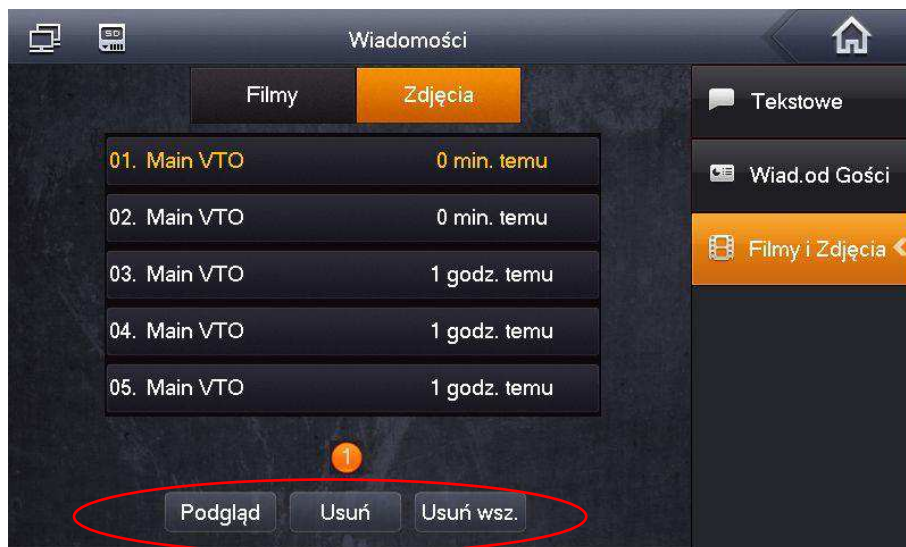 SD
Wiadomości
Filmy Zdjęcia
01. Main VTO 0 min. temu
02. Main VTO 0 min. temu
03. Main VTO 1 godz. temu
04. Main VTO 1 godz. temu
05. Main VTO 1 godz. temu
1
Podgląd Usuń Usuń wsz.
Tekstowe
Wiad.od Gości
Filmy i Zdjęcia